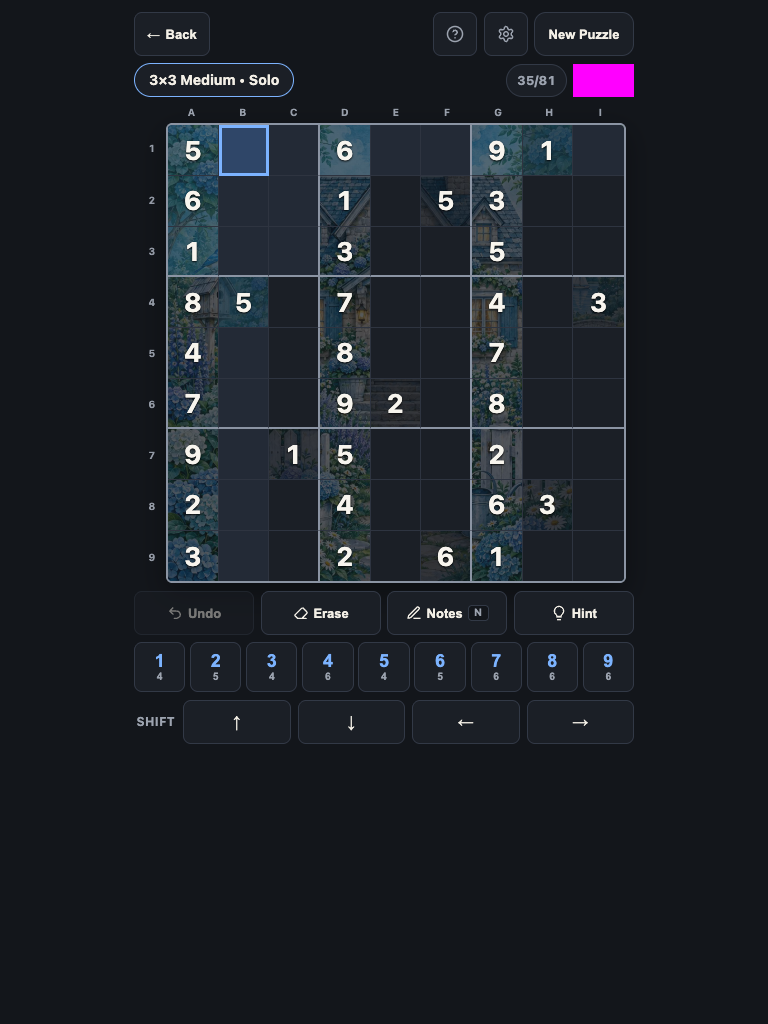 ← Back
New Puzzle
3×3 Medium • Solo
35/81
A B C D E F G H I
1 5 6 9 1
2 6 1 5 3
3 1 3 5
4 8 5 7 4 3
5 4 8 7
6 7 9 2 8
7 9 1 5 2
8 2 4 6 3
9 3 2 6 1
Undo Erase Notes N Hint
1 2 3 4 5 6 7 8 9
4 5 4 6 4 5 6 6 6
SHIFT ↑ ↓ ← →